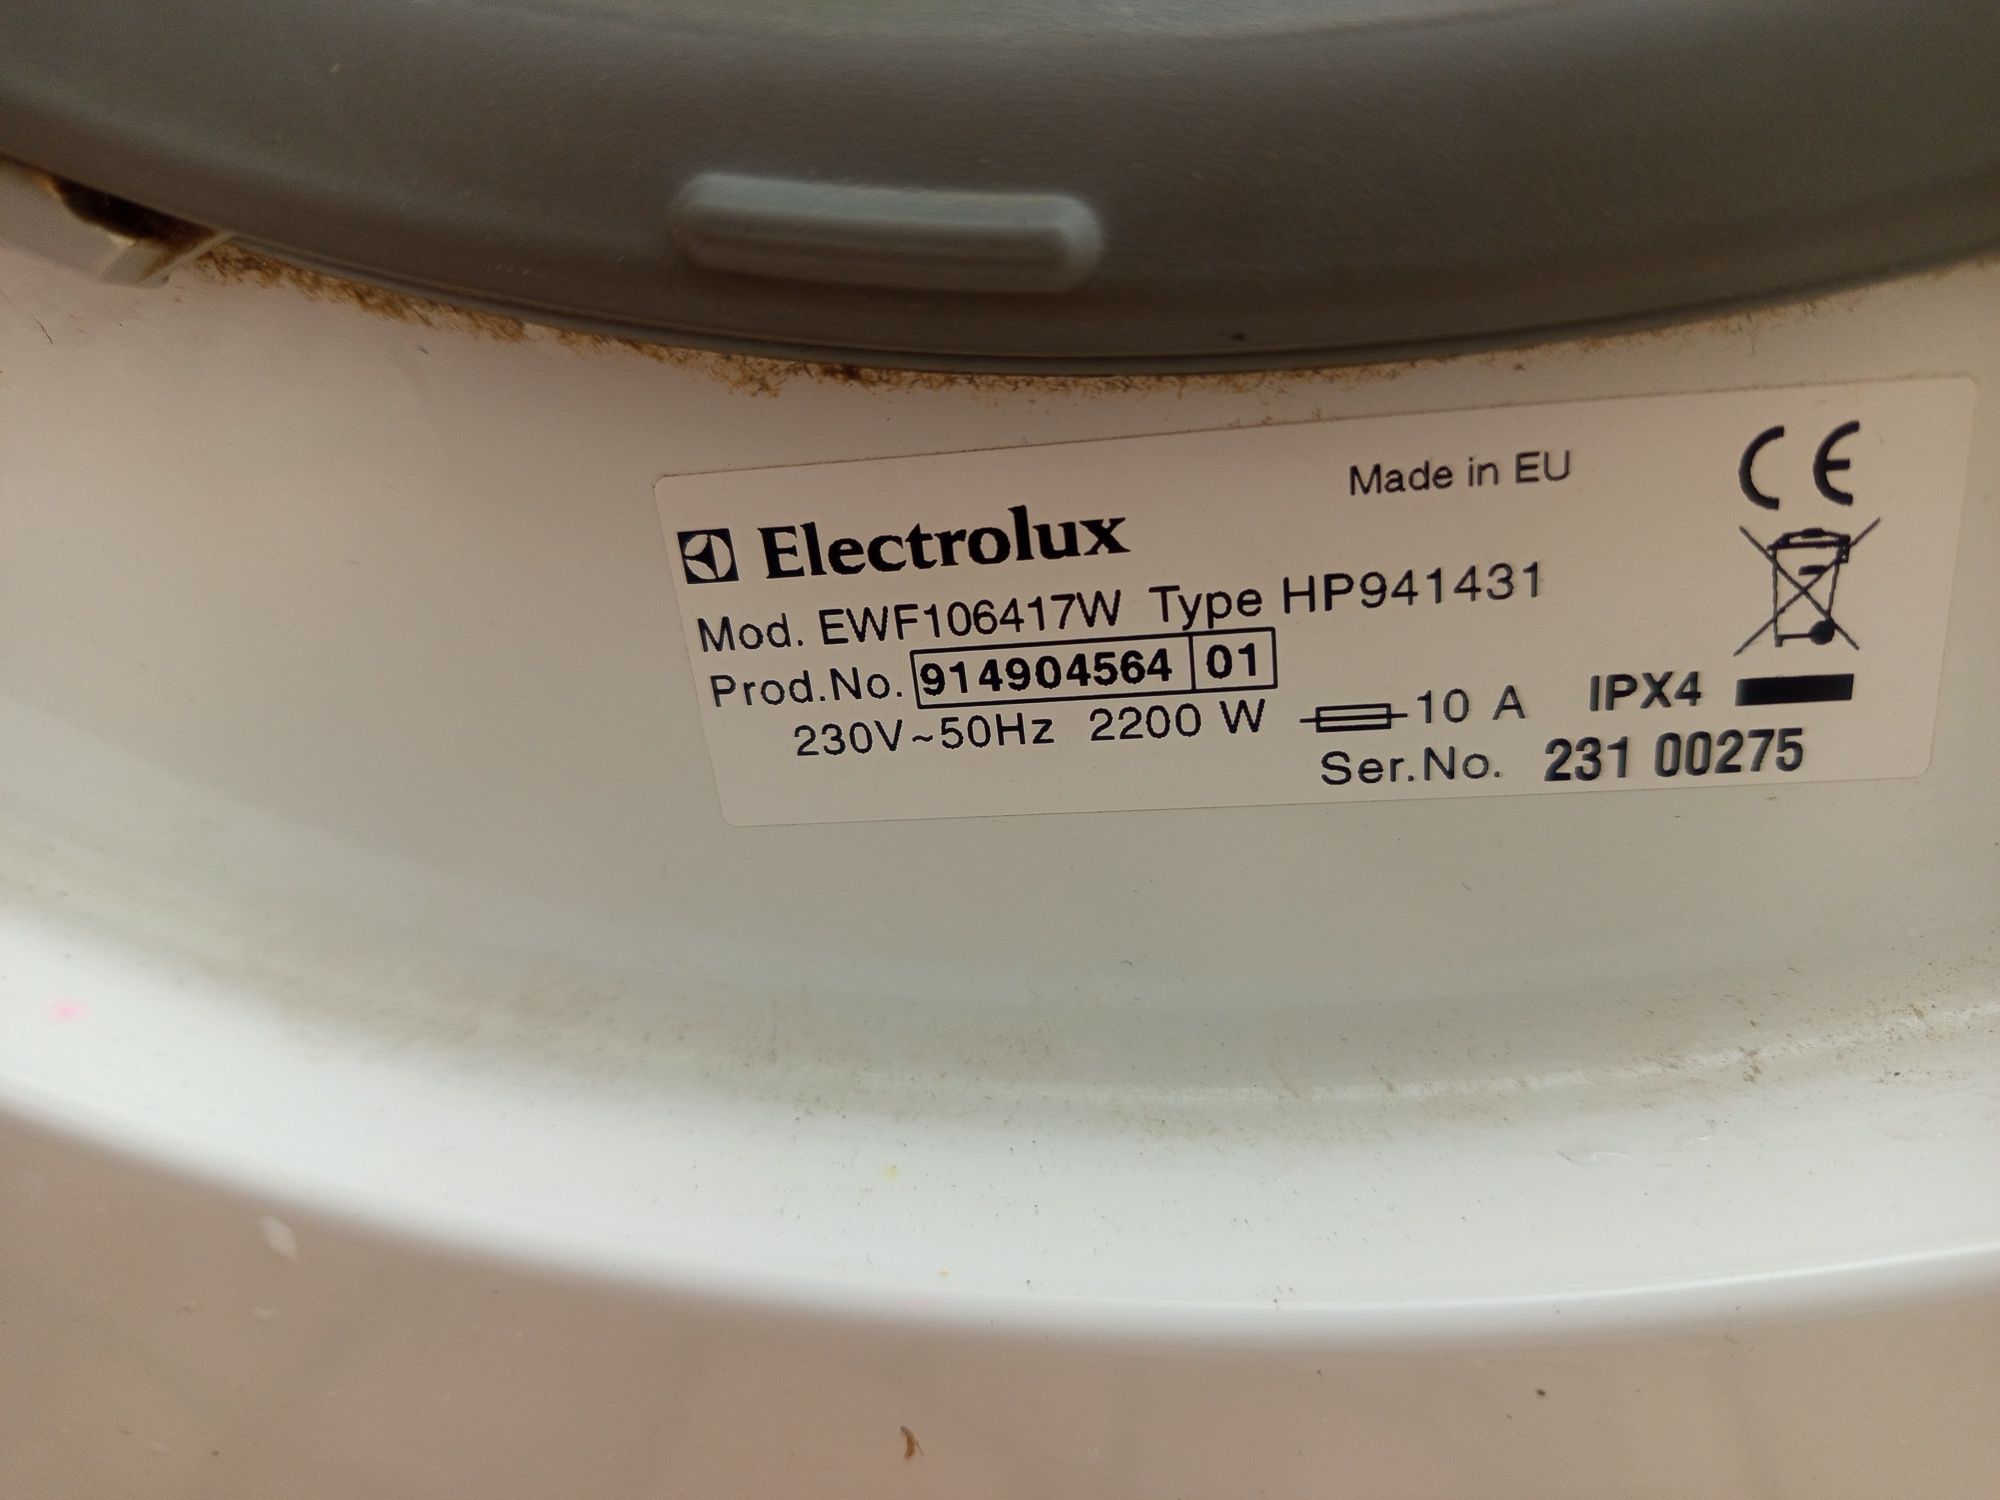 Made in EU
CE
Electrolux
Mod. EWF106417W Type HP941431
Prod.No. 914904564 01
230V~50Hz 2200 W 10 A IPX4
Ser.No. 231 00275